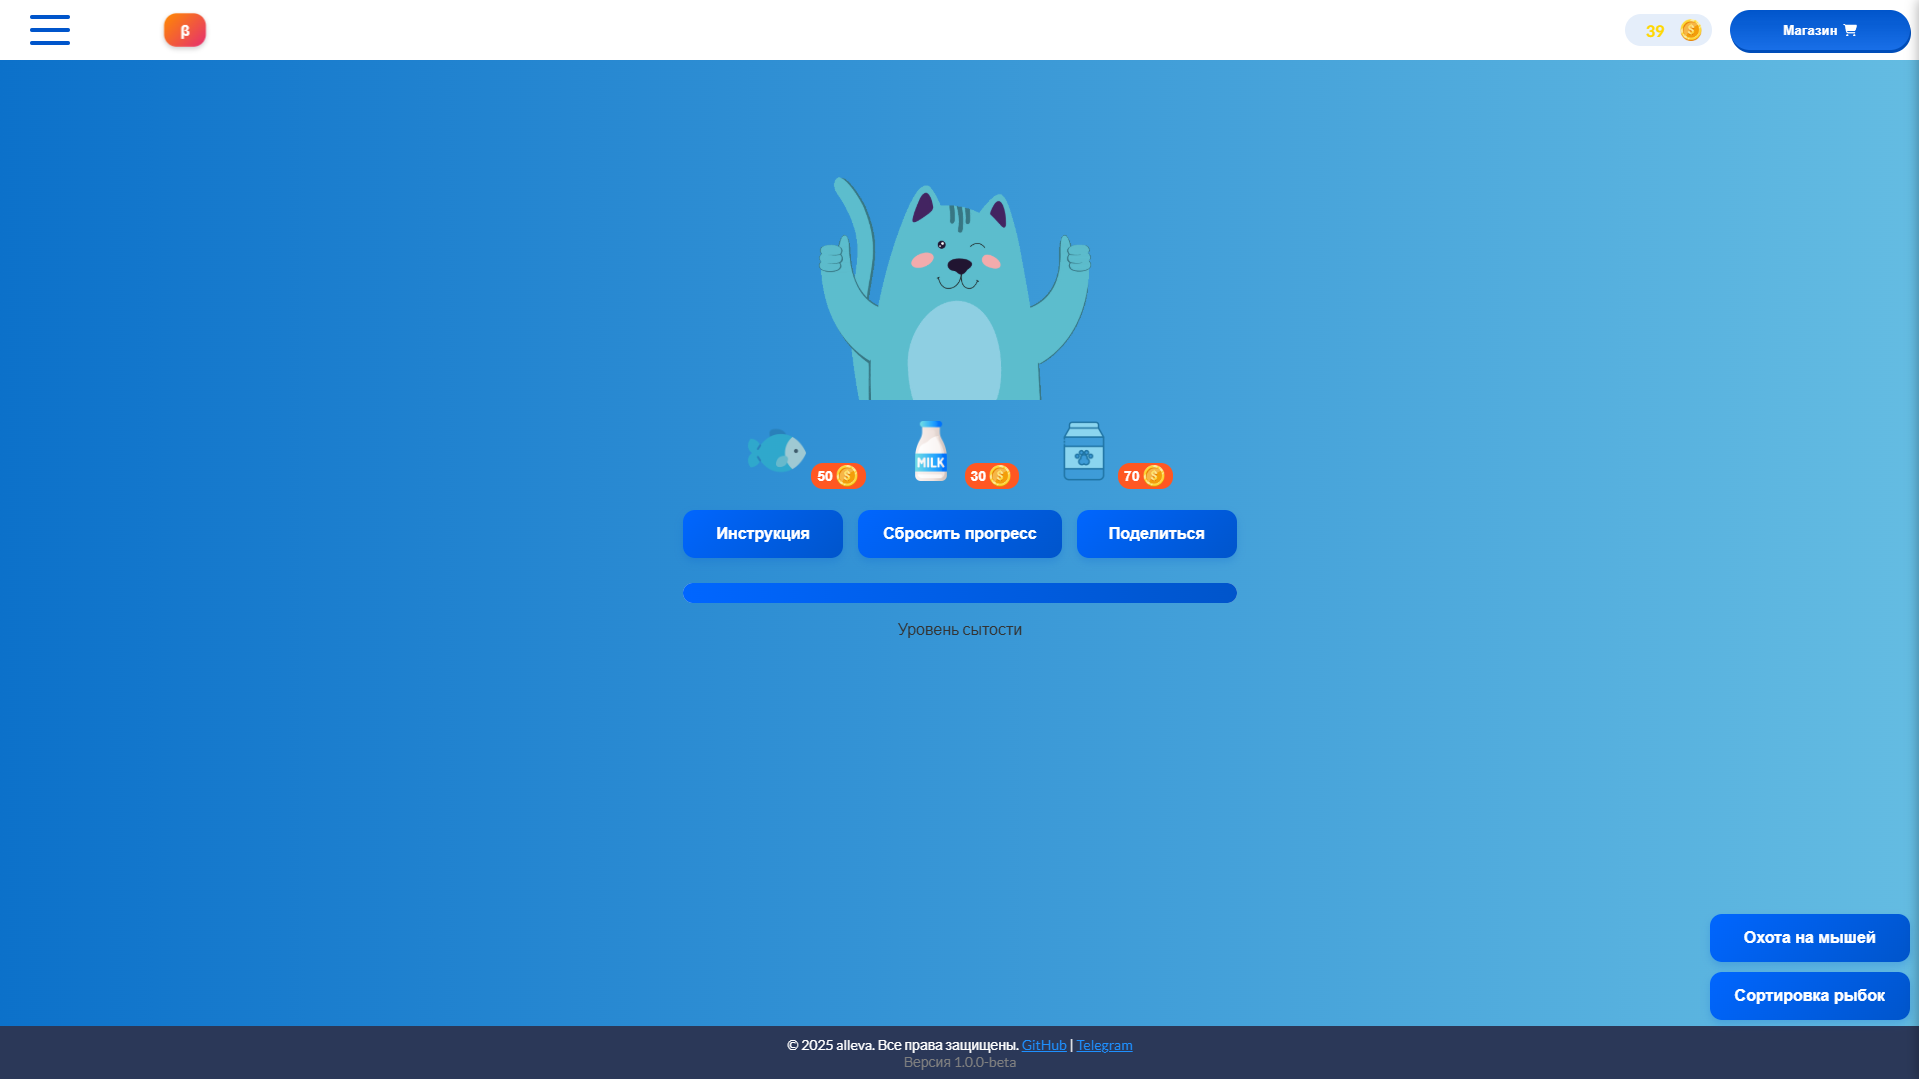 β
39
Магазин
MILK
50
30
70
Инструкция
Сбросить прогресс
Поделиться
Уровень сытости
Охота на мышей
Сортировка рыбок
© 2025 alleva. Все права защищены. GitHub | Telegram
Версия 1.0.0-beta